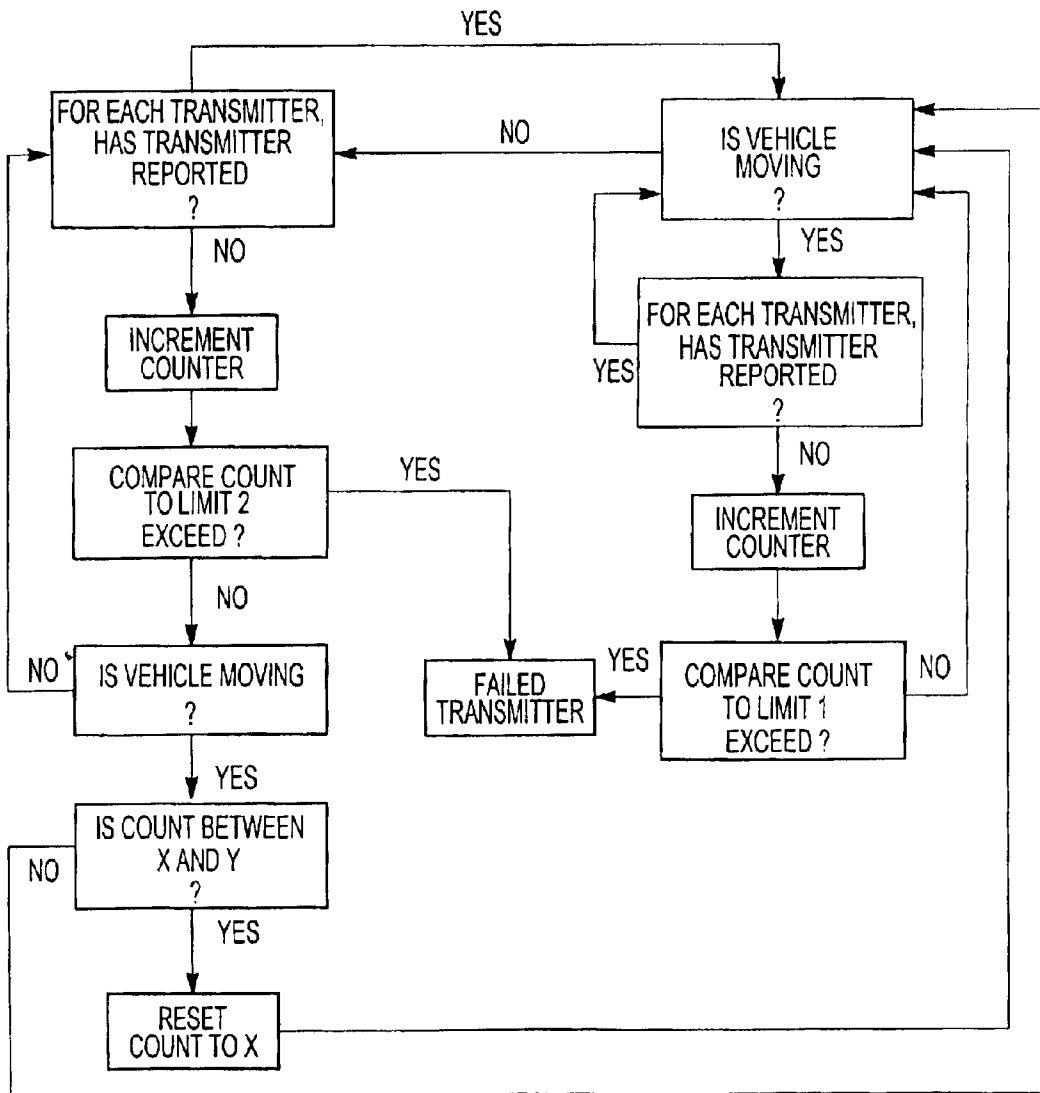 YES
FOR EACH TRANSMITTER,
HAS TRANSMITTER
REPORTED
?
NO
IS VEHICLE
MOVING
?
NO
YES
INCREMENT
COUNTER
FOR EACH TRANSMITTER,
HAS TRANSMITTER
REPORTED
?
YES
NO
COMPARE COUNT
TO LIMIT 2
EXCEED ?
YES
NO
INCREMENT
COUNTER
IS VEHICLE MOVING
?
NO
YES
FAILED
TRANSMITTER
YES
COMPARE COUNT
TO LIMIT 1
EXCEED ?
NO
IS COUNT BETWEEN
X AND Y
?
NO
YES
RESET
COUNT TO X